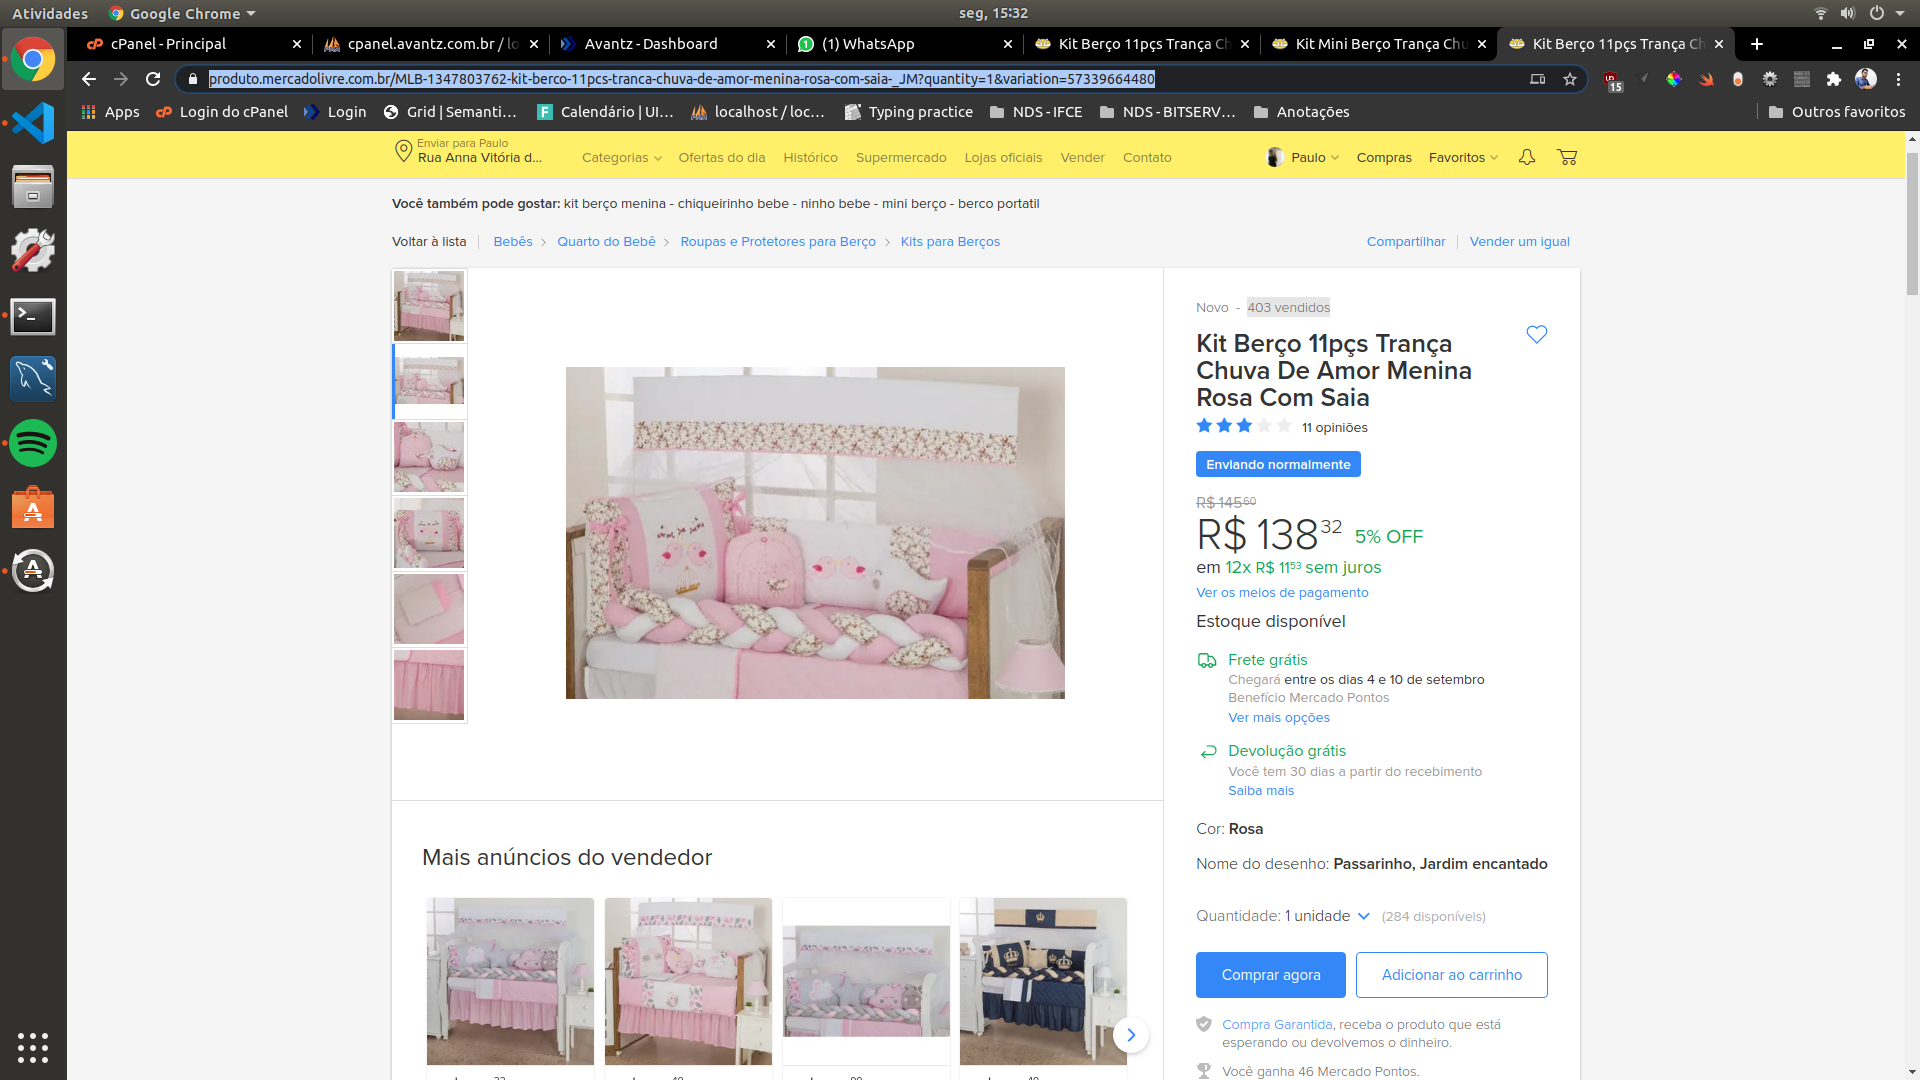 Atividades
Google Chrome
seg, 15:32
cPanel - Principal
cpanel.avantz.com.br / lo
Avantz - Dashboard
(1) WhatsApp
Kit Berço 11pçs Trança Ch
Kit Mini Berço Trança Chu
Kit Berço 11pçs Trança Ch
produto.mercadolivre.com.br/MLB-1347803762-kit-berco-11pcs-tranca-chuva-de-amor-menina-rosa-com-saia-_JM?quantity=1&variation=57339664480
15
Apps
Login do cPanel
Login
Grid | Semanti...
Calendário | UI...
localhost / loc...
Typing practice
NDS - IFCE
NDS - BITSERV...
Anotações
Outros favoritos
Enviar para Paulo
Rua Anna Vitória d...
Categorias
Ofertas do dia
Histórico
Supermercado
Lojas oficiais
Vender
Contato
Paulo
Compras
Favoritos
Você também pode gostar: kit berço menina - chiqueirinho bebe - ninho bebe - mini berço - berco portatil
Voltar à lista
Bebês
Quarto do Bebê
Roupas e Protetores para Berço
Kits para Berços
Compartilhar
Vender um igual
Novo - 403 vendidos
Kit Berço 11pçs Trança
Chuva De Amor Menina
Rosa Com Saia
11 opiniões
Enviando normalmente
R$ 145 60
R$ 138 32 5% OFF
em 12x R$ 11 53 sem juros
Ver os meios de pagamento
Estoque disponível
Frete grátis
Chegará entre os dias 4 e 10 de setembro
Benefício Mercado Pontos
Ver mais opções
Devolução grátis
Você tem 30 dias a partir do recebimento
Saiba mais
Cor: Rosa
Nome do desenho: Passarinho, Jardim encantado
Quantidade: 1 unidade (284 disponíveis)
Comprar agora
Adicionar ao carrinho
Compra Garantida, receba o produto que está
esperando ou devolvemos o dinheiro.
Você ganha 46 Mercado Pontos.
Mais anúncios do vendedor